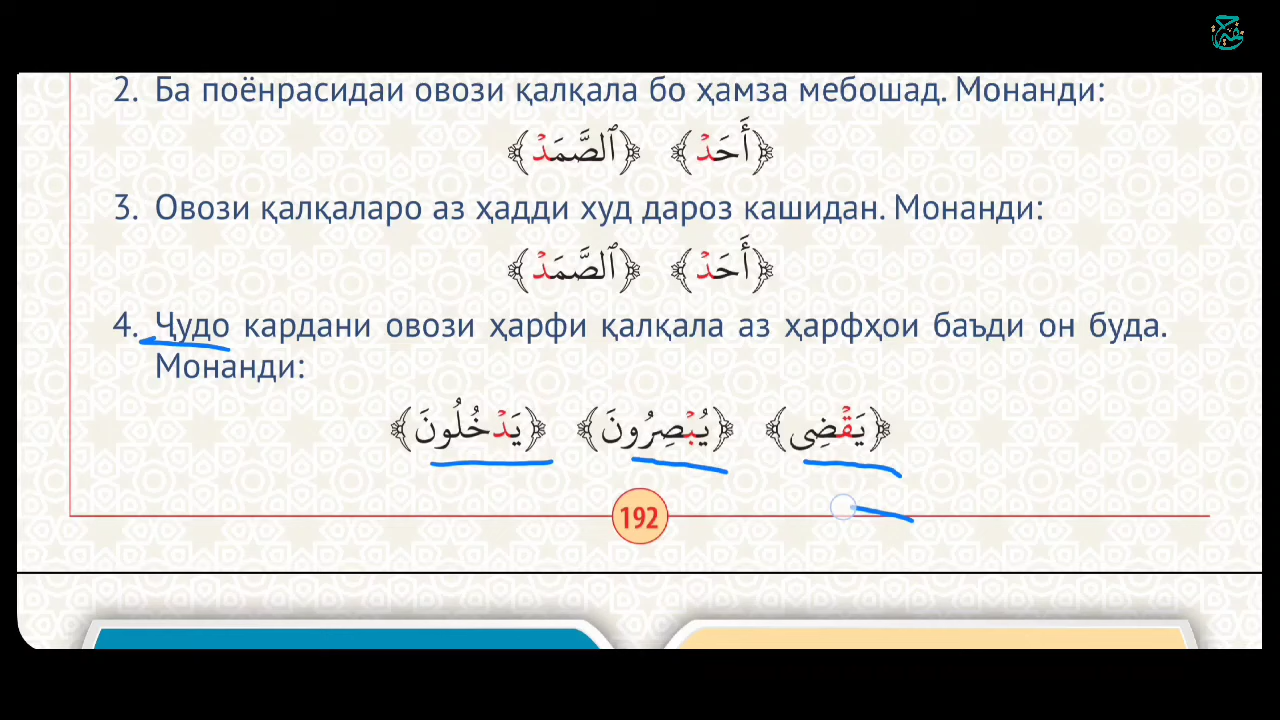 2. Ба поёнрасидаи овози қалқала бо ҳамза мебошад. Монанди:
﴿أَحَدْ﴾ ﴿ٱلصَّمَدْ﴾
3. Овози қалқаларо аз ҳадди худ дароз кашидан. Монанди:
﴿أَحَدْ﴾ ﴿ٱلصَّمَدْ﴾
4. Ҷудо кардани овози ҳарфи қалқала аз ҳарфҳои баъди он буда.
Монанди:
﴿يَقْضِى﴾ ﴿يُبْصِرُونَ﴾ ﴿يَدْخُلُونَ﴾
192